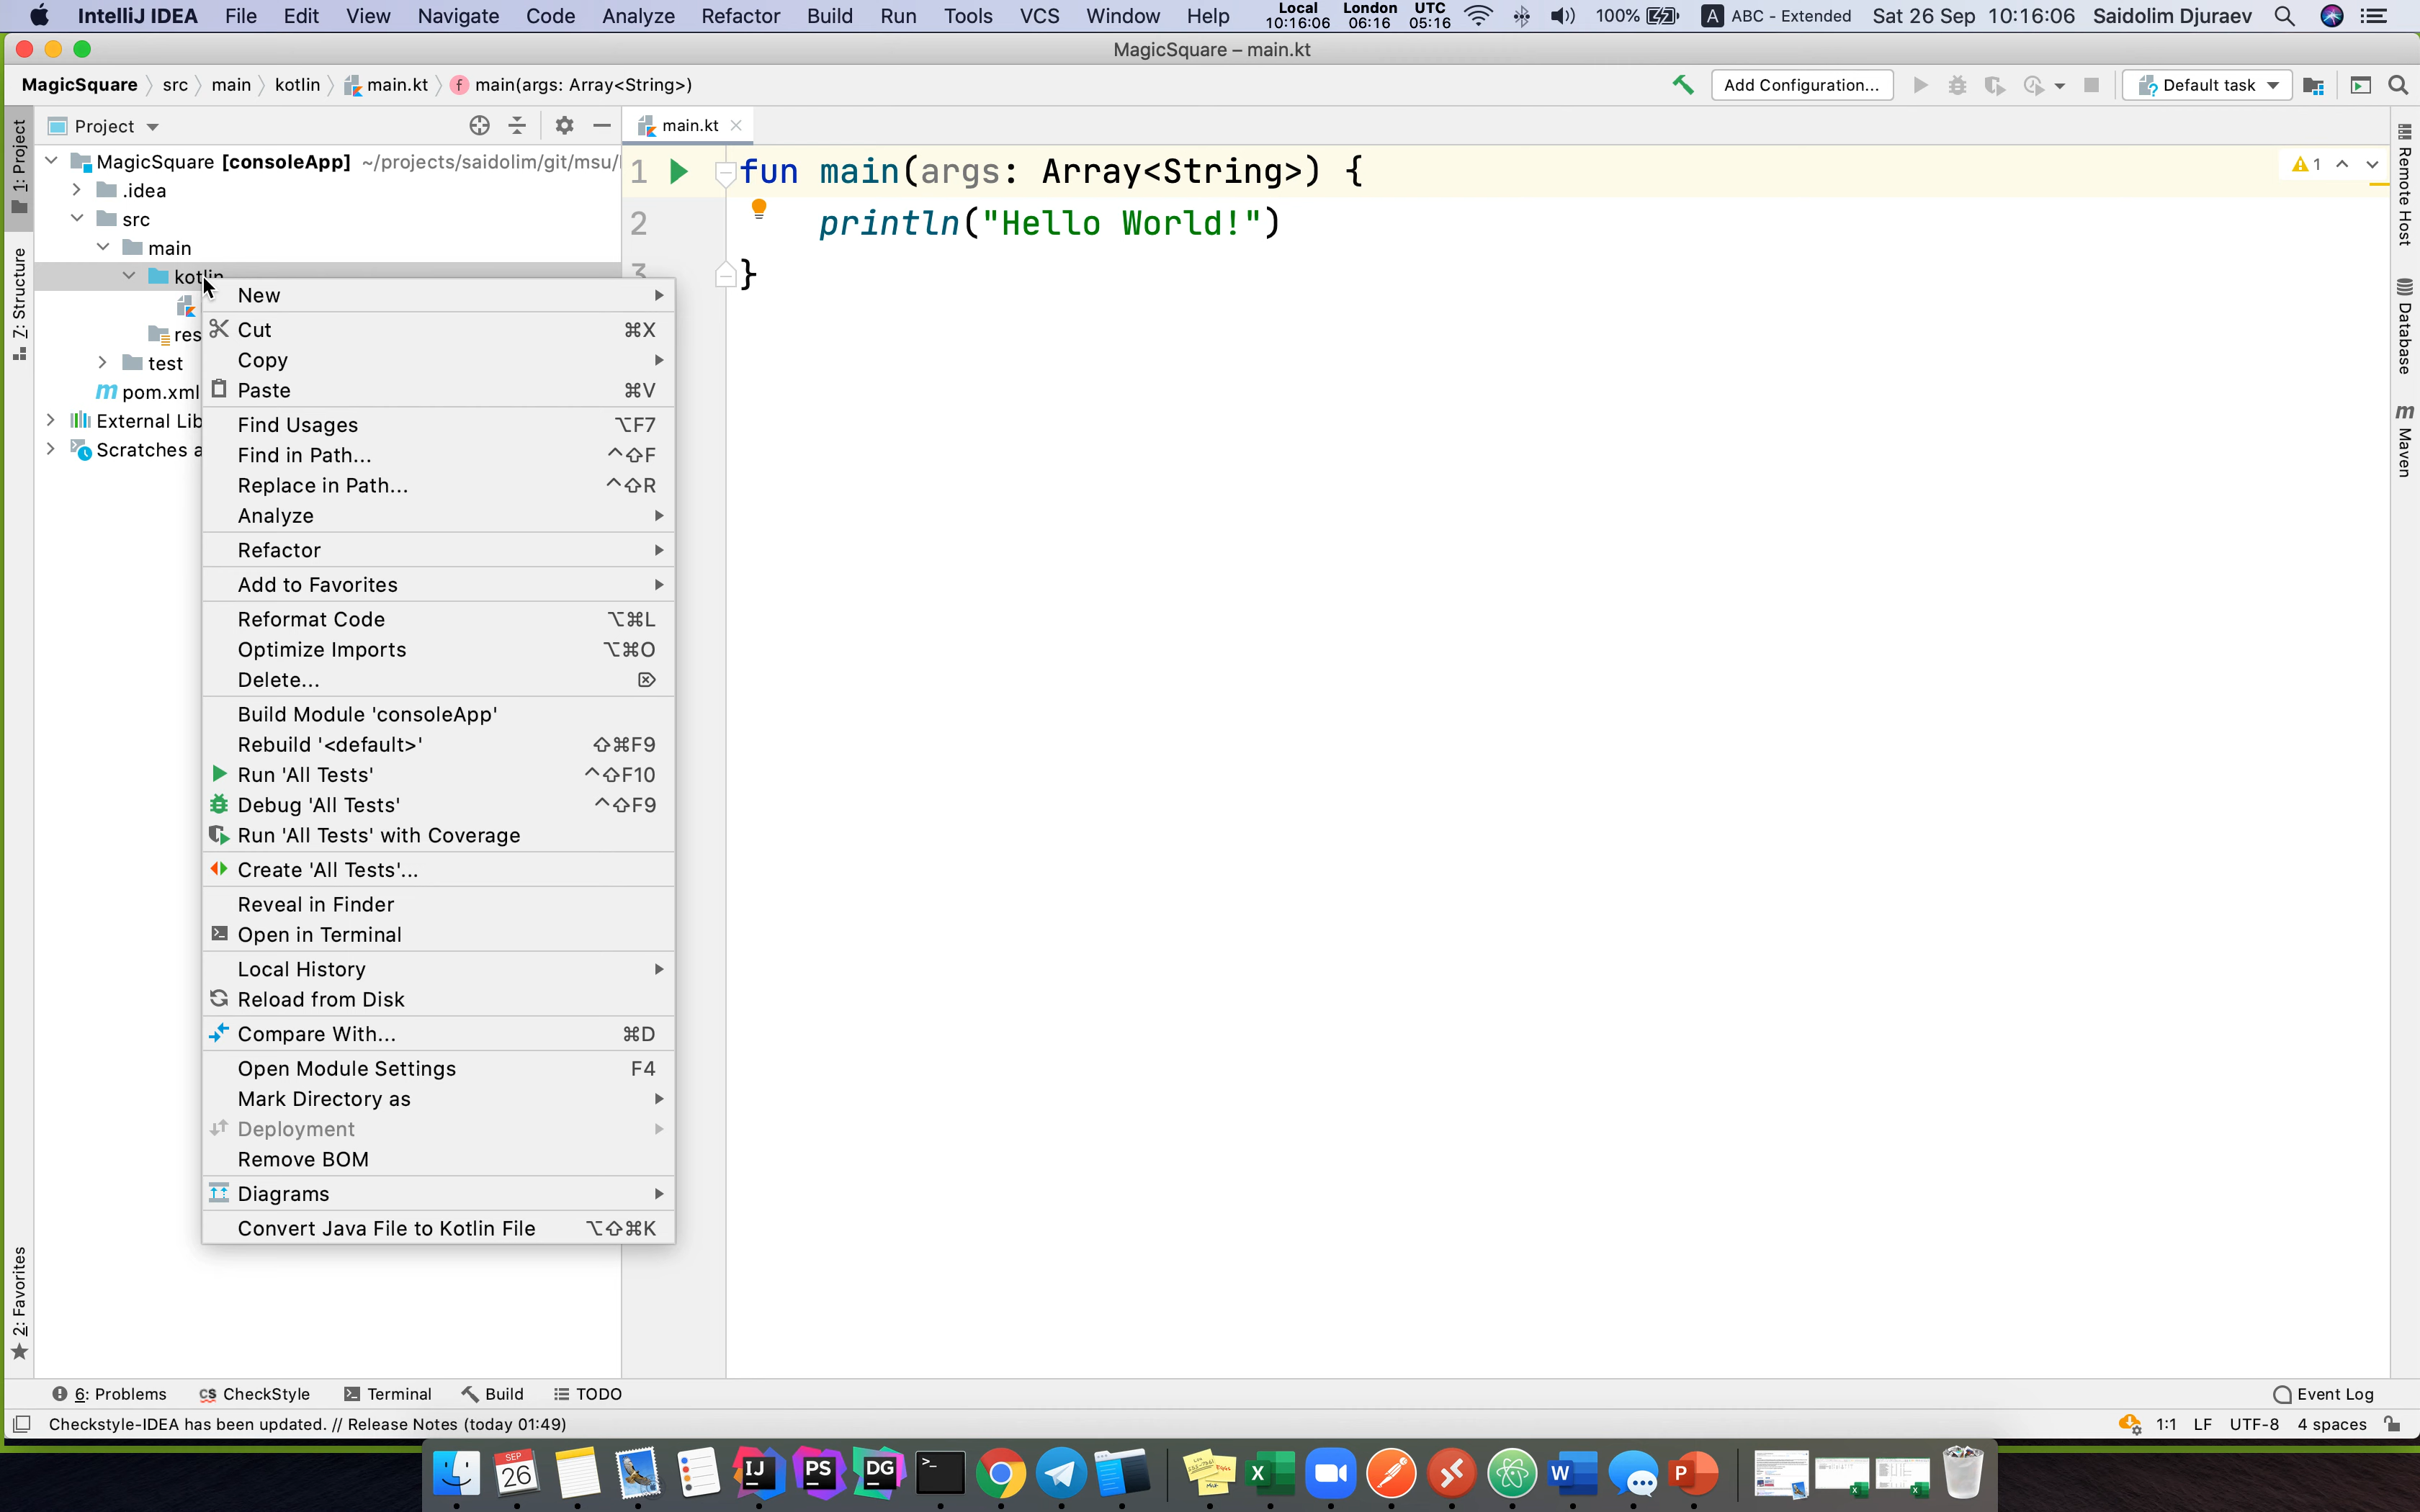 IntelliJ IDEA File Edit View Navigate Code Analyze Refactor Build Run Tools VCS Window Help Local 10:16:06 London 06:16 UTC 05:16 100% A ABC - Extended Sat 26 Sep 10:16:06 Saidolim Djuraev
MagicSquare – main.kt
MagicSquare src main kotlin main.kt f main(args: Array<String>) Add Configuration... Default task
1: Project
Project
main.kt
MagicSquare [consoleApp] ~/projects/saidolim/git/msu/
.idea
src
main
kotlin
res
test
m pom.xml
External Lib
Scratches a
Z: Structure
2: Favorites
1 fun main(args: Array<String>) {
2 println("Hello World!")
3 }
1
Remote Host
Database
m Maven
New
Cut ⌘X
Copy
Paste ⌘V
Find Usages ⌥F7
Find in Path... ^⇧F
Replace in Path... ^⇧R
Analyze
Refactor
Add to Favorites
Reformat Code ⌥⌘L
Optimize Imports ⌥⌘O
Delete... ⌦
Build Module 'consoleApp'
Rebuild '<default>' ⇧⌘F9
Run 'All Tests' ^⇧F10
Debug 'All Tests' ^⇧F9
Run 'All Tests' with Coverage
Create 'All Tests'...
Reveal in Finder
Open in Terminal
Local History
Reload from Disk
Compare With... ⌘D
Open Module Settings F4
Mark Directory as
Deployment
Remove BOM
Diagrams
Convert Java File to Kotlin File ⌥⇧⌘K
6: Problems CS CheckStyle Terminal Build TODO Event Log
Checkstyle-IDEA has been updated. // Release Notes (today 01:49) 1:1 LF UTF-8 4 spaces
SEP 26 IJ PS DG >_ X W P